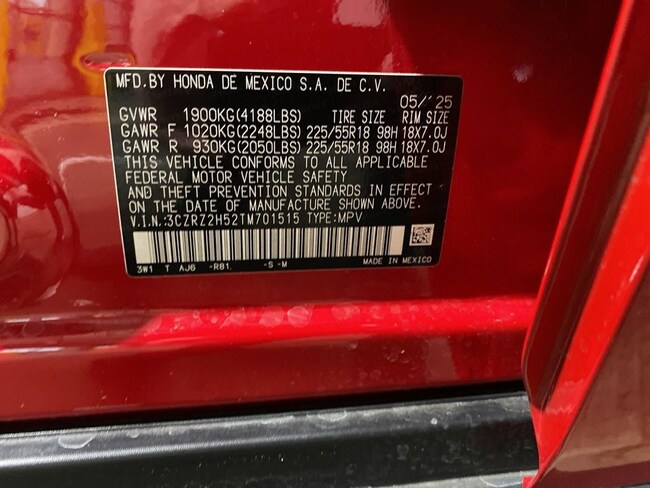 MFD.BY HONDA DE MEXICO S.A. DE C.V.
05/'25
GVWR 1900KG(4188LBS) TIRE SIZE RIM SIZE
GAWR F 1020KG(2248LBS) 225/55R18 98H 18X7.0J
GAWR R 930KG(2050LBS) 225/55R18 98H 18X7.0J
THIS VEHICLE CONFORMS TO ALL APPLICABLE
FEDERAL MOTOR VEHICLE SAFETY
AND THEFT PREVENTION STANDARDS IN EFFECT
ON THE DATE OF MANUFACTURE SHOWN ABOVE.
V.I.N.:3CZRZ2H52TM701515 TYPE:MPV
3W1 T AJ6 -R81, -S -M MADE IN MEXICO